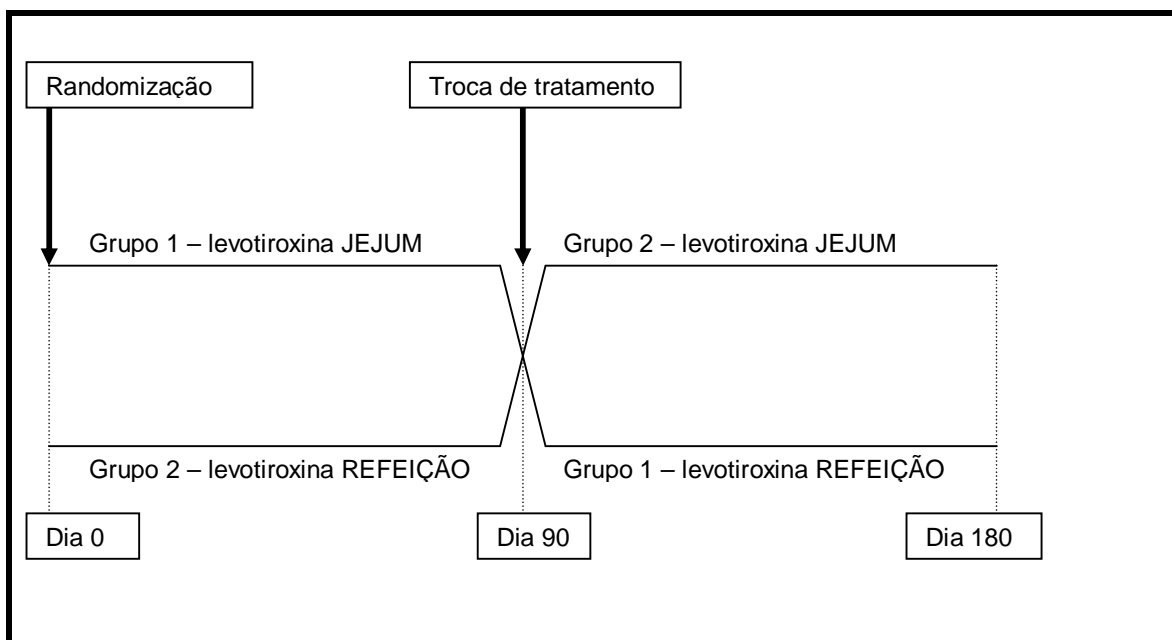 Randomização
Troca de tratamento
Grupo 1 – levotiroxina JEJUM
Grupo 2 – levotiroxina JEJUM
Grupo 2 – levotiroxina REFEIÇÃO
Grupo 1 – levotiroxina REFEIÇÃO
Dia 0
Dia 90
Dia 180